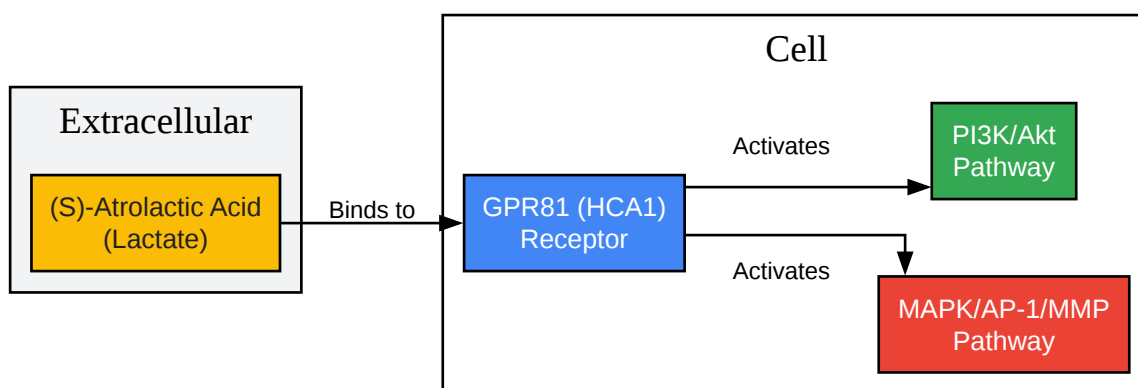 Cell
Extracellular
(S)-Atrolactic Acid
(Lactate)
Binds to
GPR81 (HCA1)
Receptor
Activates
PI3K/Akt
Pathway
Activates
MAPK/AP-1/MMP
Pathway